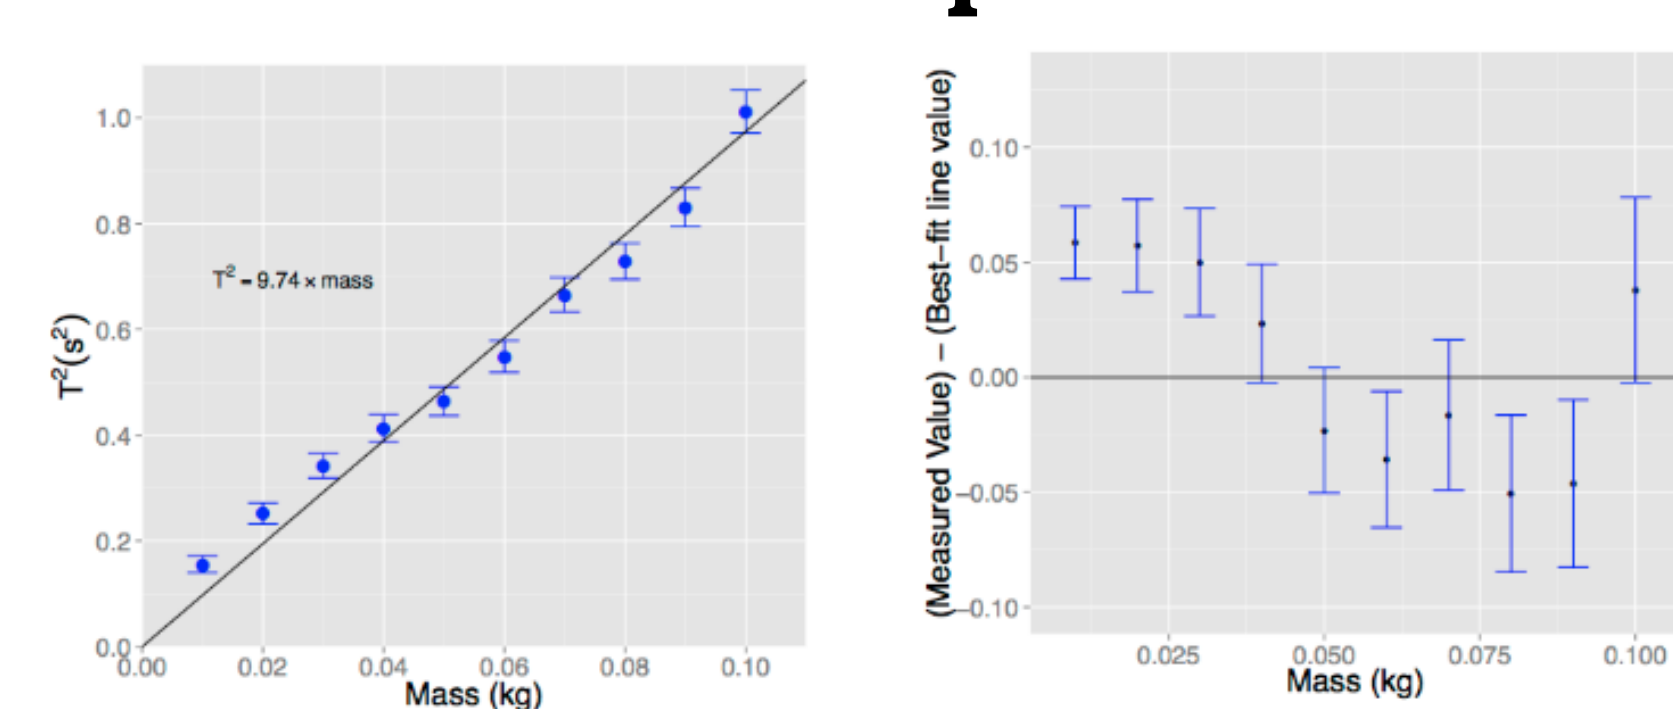 1.0
0.8
T² = 9.74 × mass
T²(s²)
0.6
0.4
0.2
0.0
0.00 0.02 0.04 0.06 0.08 0.10
Mass (kg)
(Measured Value) − (Best−fit line value)
0.10
0.05
0.00
−0.05
−0.10
0.025 0.050 0.075 0.100
Mass (kg)